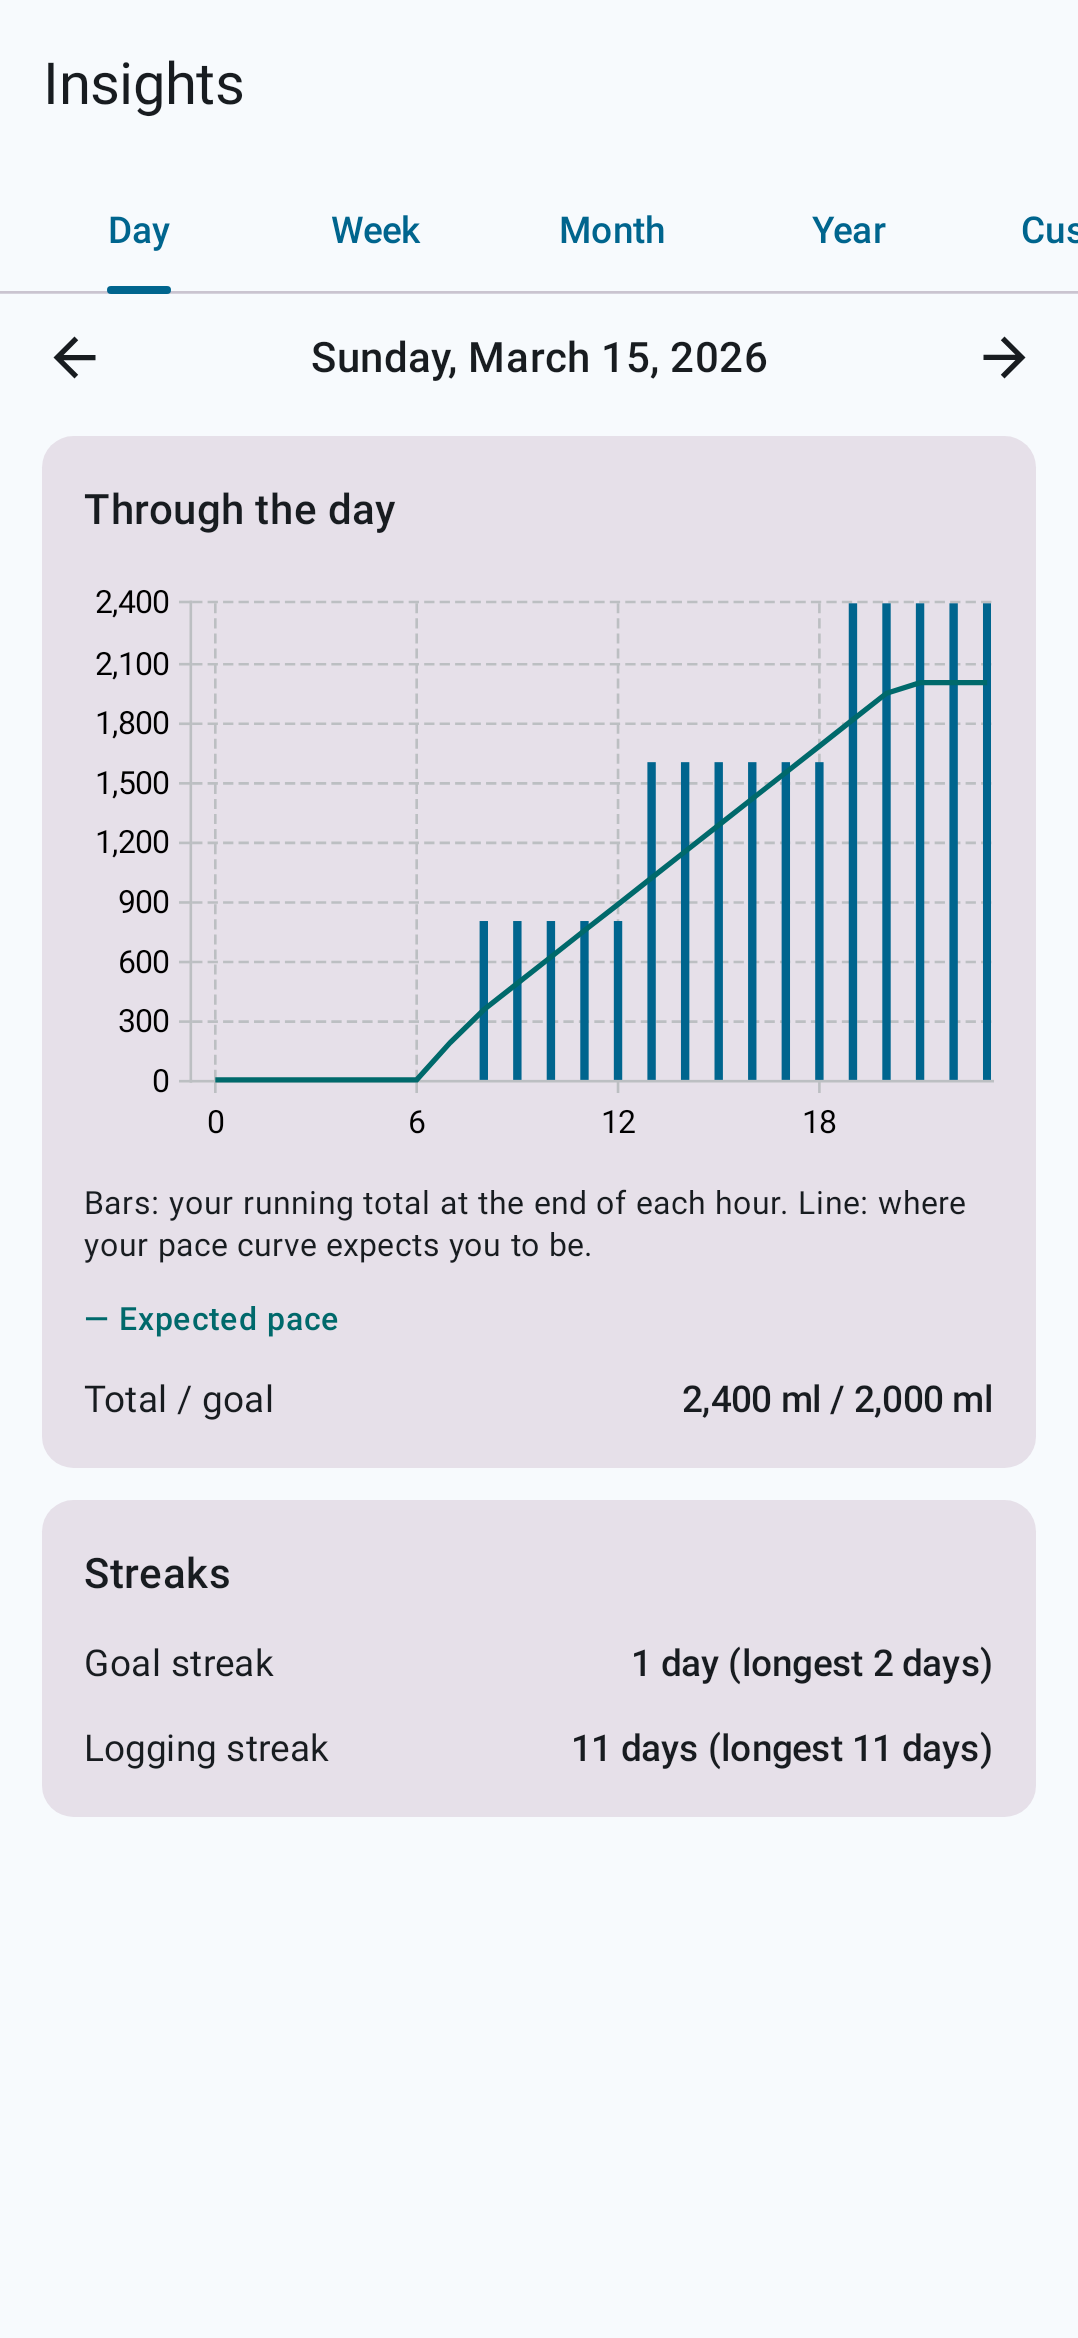 Insights
Day Week Month Year Cus
Sunday, March 15, 2026
Through the day
2,400
2,100
1,800
1,500
1,200
900
600
300
0
0 6 12 18
Bars: your running total at the end of each hour. Line: where
your pace curve expects you to be.
— Expected pace
Total / goal 2,400 ml / 2,000 ml
Streaks
Goal streak 1 day (longest 2 days)
Logging streak 11 days (longest 11 days)